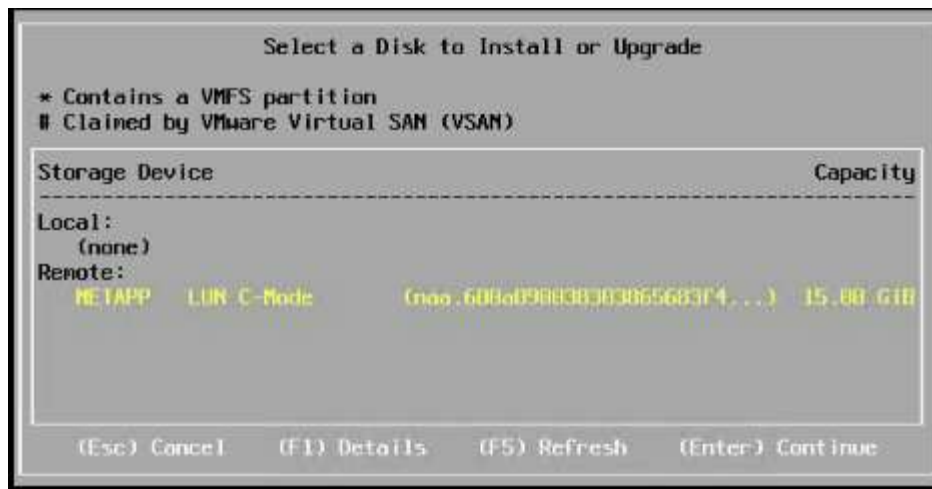 Select a Disk to Install or Upgrade
* Contains a VMFS partition
# Claimed by VMware Virtual SAN (VSAN)
Storage Device Capacity
--------------------------------------------------------------------------------
Local:
(none)
Remote:
NETAPP LUN C-Mode 15.00 GiB
(Esc) Cancel (F1) Details (F5) Refresh (Enter) Continue